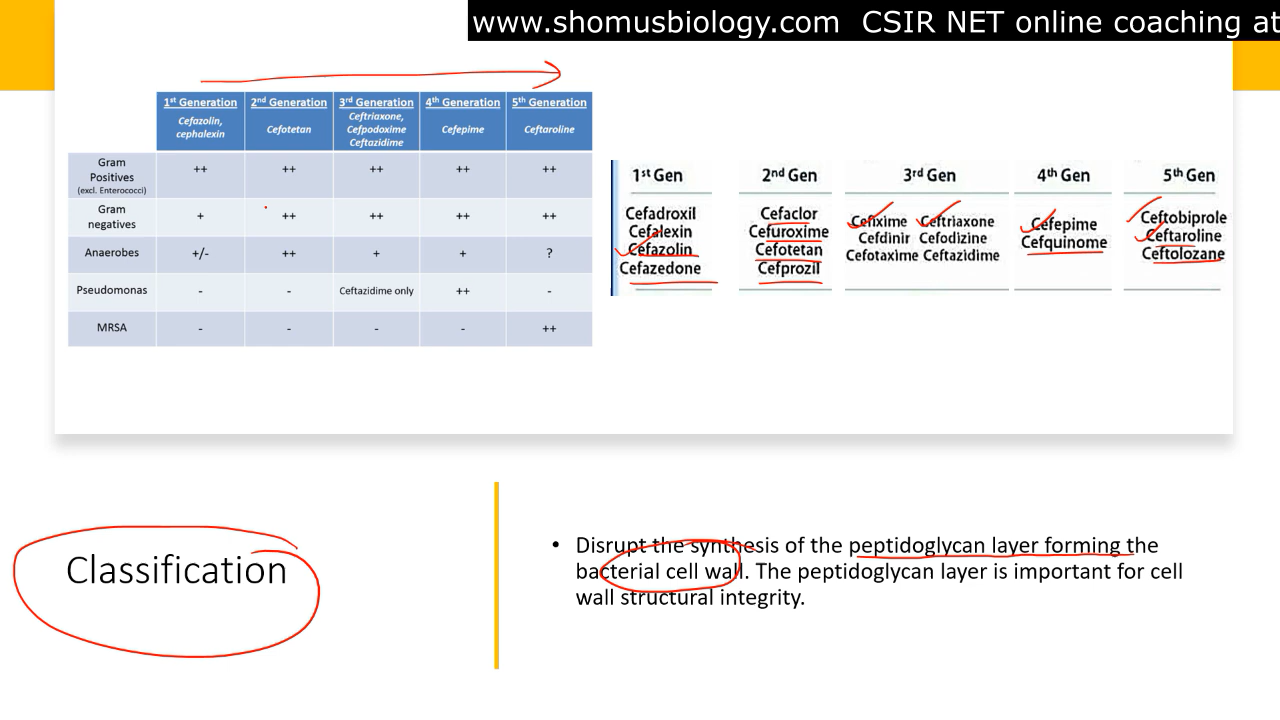 www.shomusbiology.com CSIR NET online coaching at
1st Generation 2nd Generation 3rd Generation 4th Generation 5th Generation
Cefazolin, cephalexin Cefotetan Ceftriaxone, Cefpodoxime Ceftazidime Cefepime Ceftaroline
Gram Positives (excl. Enterococci) ++ ++ ++ ++ ++
Gram negatives + ++ ++ ++ ++
Anaerobes +/- ++ + + ?
Pseudomonas - - Ceftazidime only ++ -
MRSA - - - - ++
1st Gen 2nd Gen 3rd Gen 4th Gen 5th Gen
Cefadroxil Cefaclor Cefixime Ceftriaxone Cefepime Ceftobiprole
Cefalexin Cefuroxime Cefdinir Cefodizine Cefquinome Ceftaroline
Cefazolin Cefotetan Cefotaxime Ceftazidime Ceftolozane
Cefazedone Cefprozil
Classification
• Disrupt the synthesis of the peptidoglycan layer forming the
bacterial cell wall. The peptidoglycan layer is important for cell
wall structural integrity.